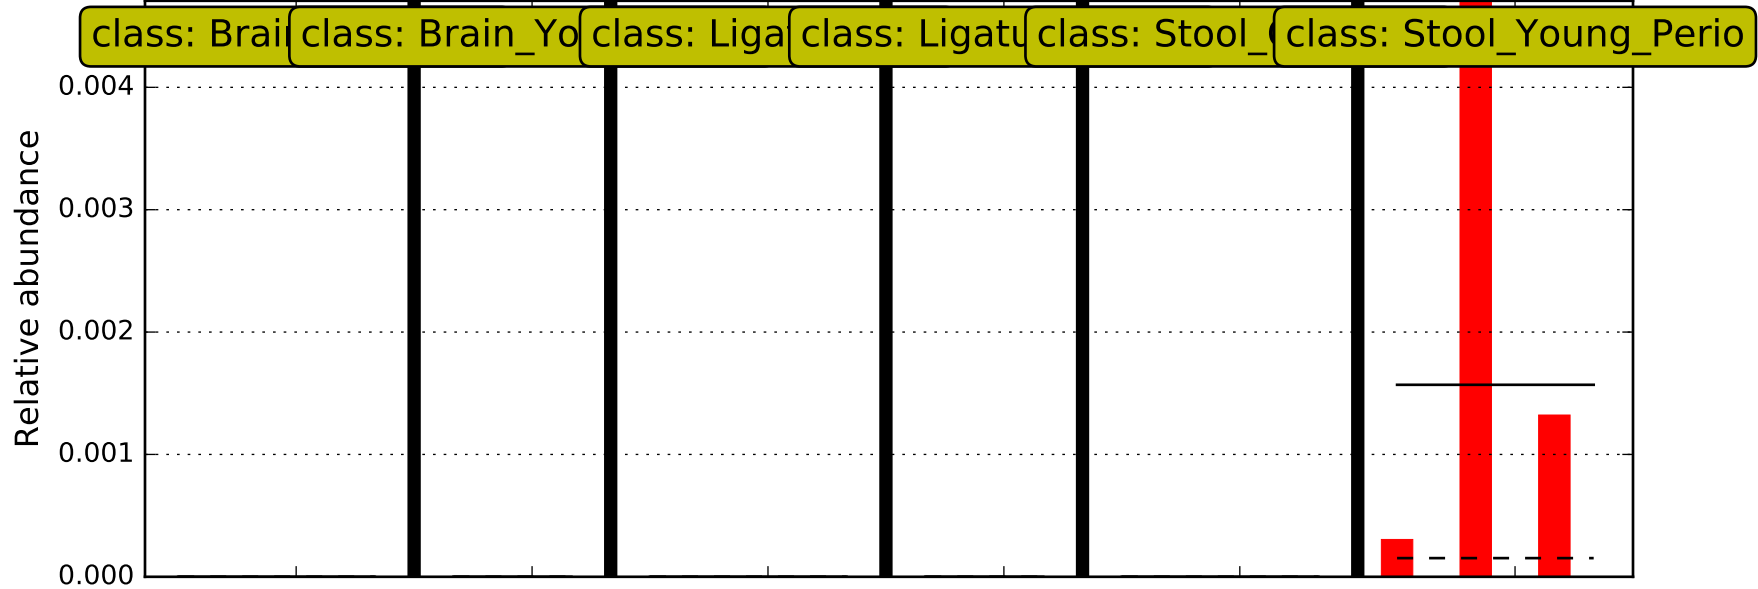 class: Brain
class: Brain_Yo
class: Liga
class: Ligatu
class: Stool_
class: Stool_Young_Perio
Relative abundance
0.004
0.003
0.002
0.001
0.000